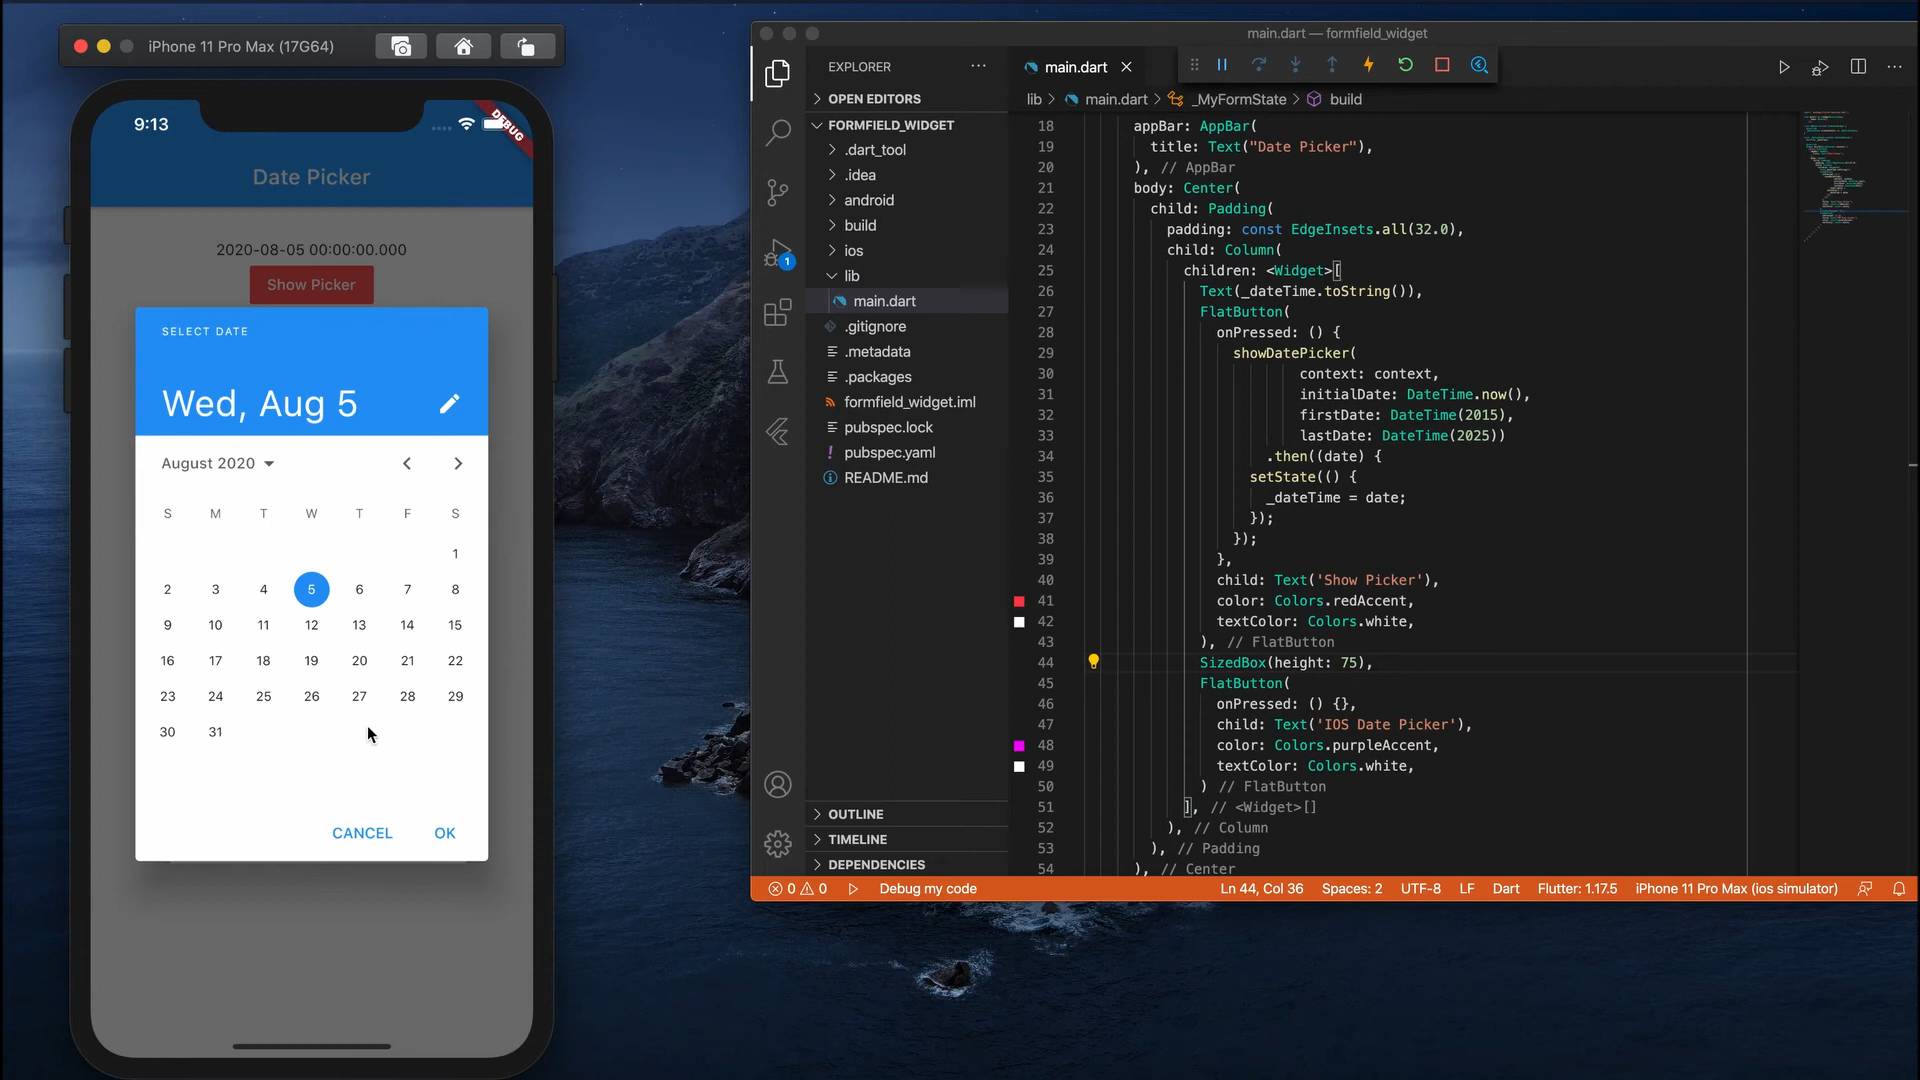 iPhone 11 Pro Max (17G64)
9:13
DEBUG
Date Picker
2020-08-05 00:00:00.000
Show Picker
SELECT DATE
Wed, Aug 5
August 2020
S M T W T F S
1
2 3 4 5 6 7 8
9 10 11 12 13 14 15
16 17 18 19 20 21 22
23 24 25 26 27 28 29
30 31
CANCEL OK
main.dart — formfield_widget
EXPLORER
OPEN EDITORS
FORMFIELD_WIDGET
.dart_tool
.idea
android
build
ios
lib
main.dart
.gitignore
.metadata
.packages
formfield_widget.iml
pubspec.lock
pubspec.yaml
README.md
OUTLINE
TIMELINE
DEPENDENCIES
1
main.dart
lib > main.dart > _MyFormState > build
18 appBar: AppBar(
19 title: Text("Date Picker"),
20 ), // AppBar
21 body: Center(
22 child: Padding(
23 padding: const EdgeInsets.all(32.0),
24 child: Column(
25 children: <Widget>[
26 Text(_dateTime.toString()),
27 FlatButton(
28 onPressed: () {
29 showDatePicker(
30 context: context,
31 initialDate: DateTime.now(),
32 firstDate: DateTime(2015),
33 lastDate: DateTime(2025))
34 .then((date) {
35 setState(() {
36 _dateTime = date;
37 });
38 });
39 },
40 child: Text('Show Picker'),
41 color: Colors.redAccent,
42 textColor: Colors.white,
43 ), // FlatButton
44 SizedBox(height: 75),
45 FlatButton(
46 onPressed: () {},
47 child: Text('IOS Date Picker'),
48 color: Colors.purpleAccent,
49 textColor: Colors.white,
50 ) // FlatButton
51 ], // <Widget>[]
52 ), // Column
53 ), // Padding
54 ), // Center
0 0 Debug my code Ln 44, Col 36 Spaces: 2 UTF-8 LF Dart Flutter: 1.17.5 iPhone 11 Pro Max (ios simulator)